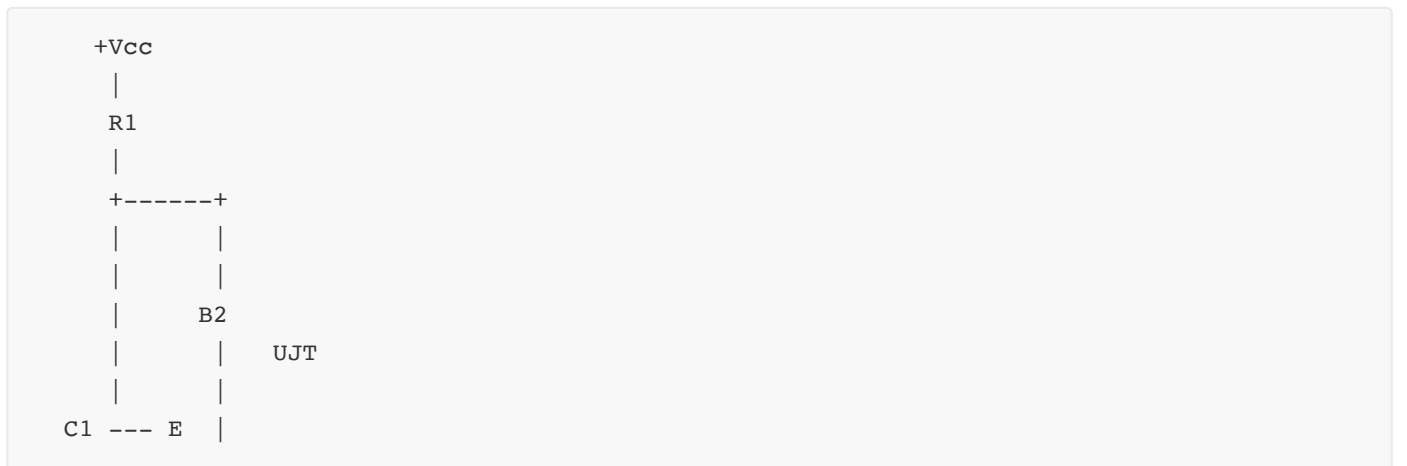 +Vcc
|
R1
|
+------+
|      |
|      |
|     B2
|      |   UJT
|      |
C1 --- E  |